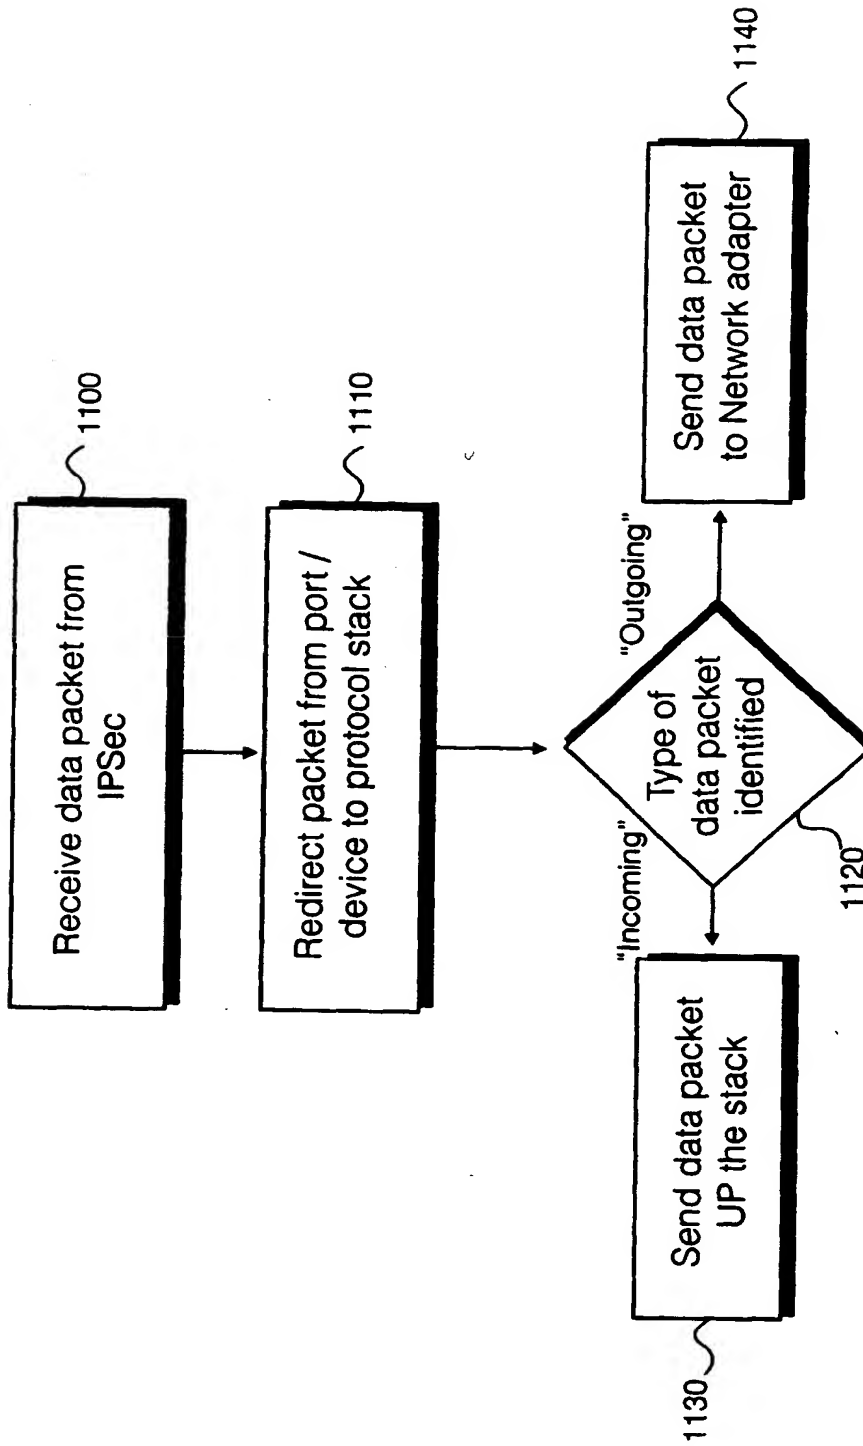 Receive data packet from
IPSec
1100
Redirect packet from port /
device to protocol stack
1110
Type of
data packet
identified
1120
"Incoming"
"Outgoing"
Send data packet
UP the stack
1130
Send data packet
to Network adapter
1140